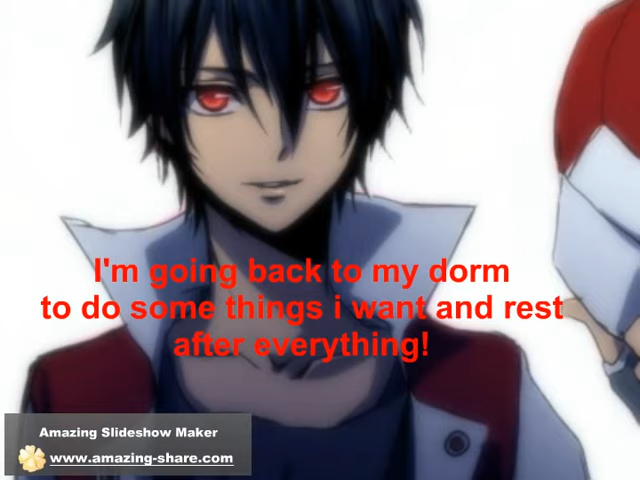 I'm going back to my dorm
to do some things i want and rest
after everything!
Amazing Slideshow Maker
www.amazing-share.com